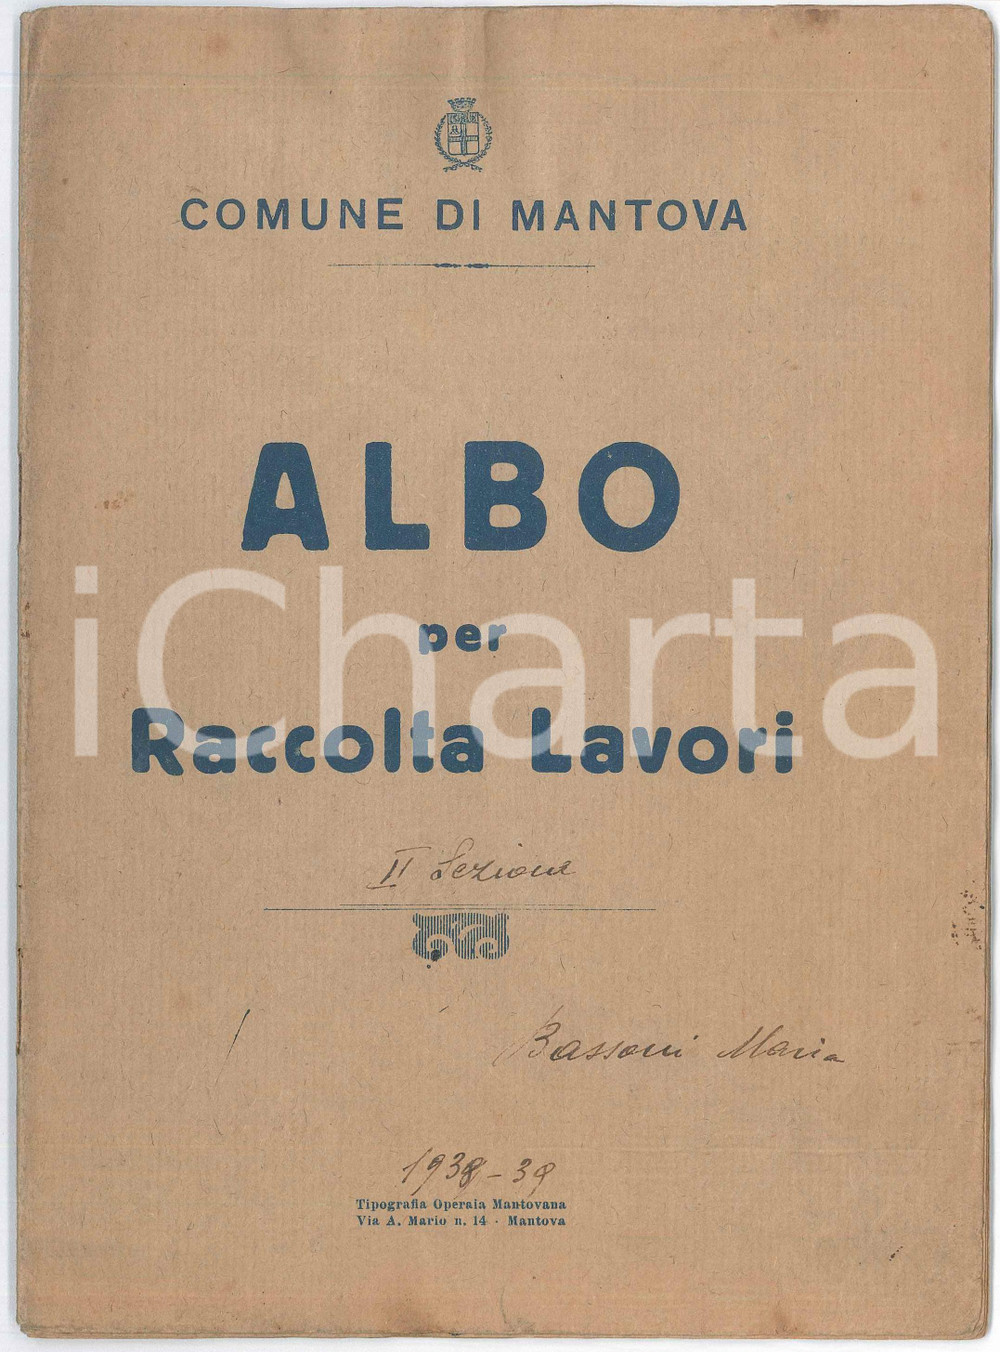 COMUNE DI MANTOVA
ALBO
per
Raccolta Lavori
iCharta
II Sezione
Bassoni Maria
1938-39
Tipografia Operaia Mantovana
Via A. Mario n. 14 - Mantova